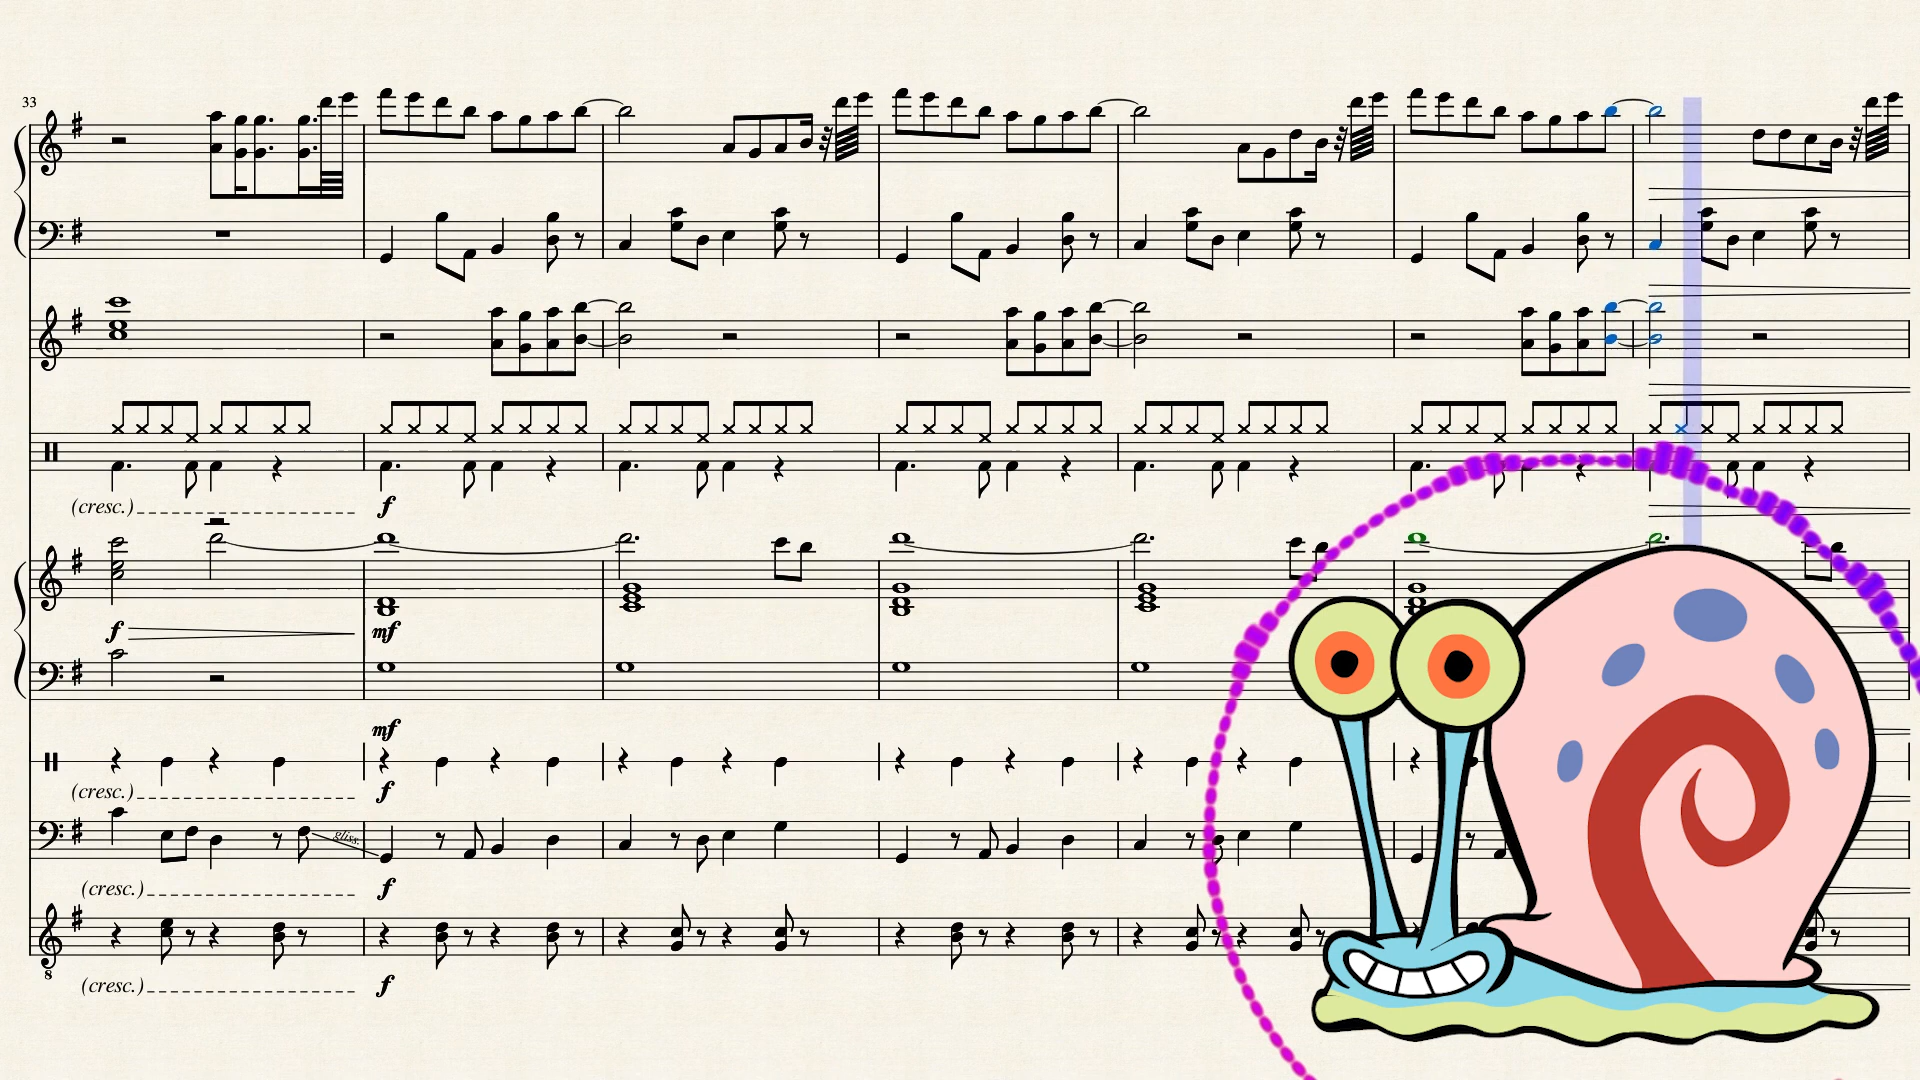 33
(cresc.)
f
f
mf
mf
(cresc.)
f
gliss.
(cresc.)
f
8
(cresc.)
f